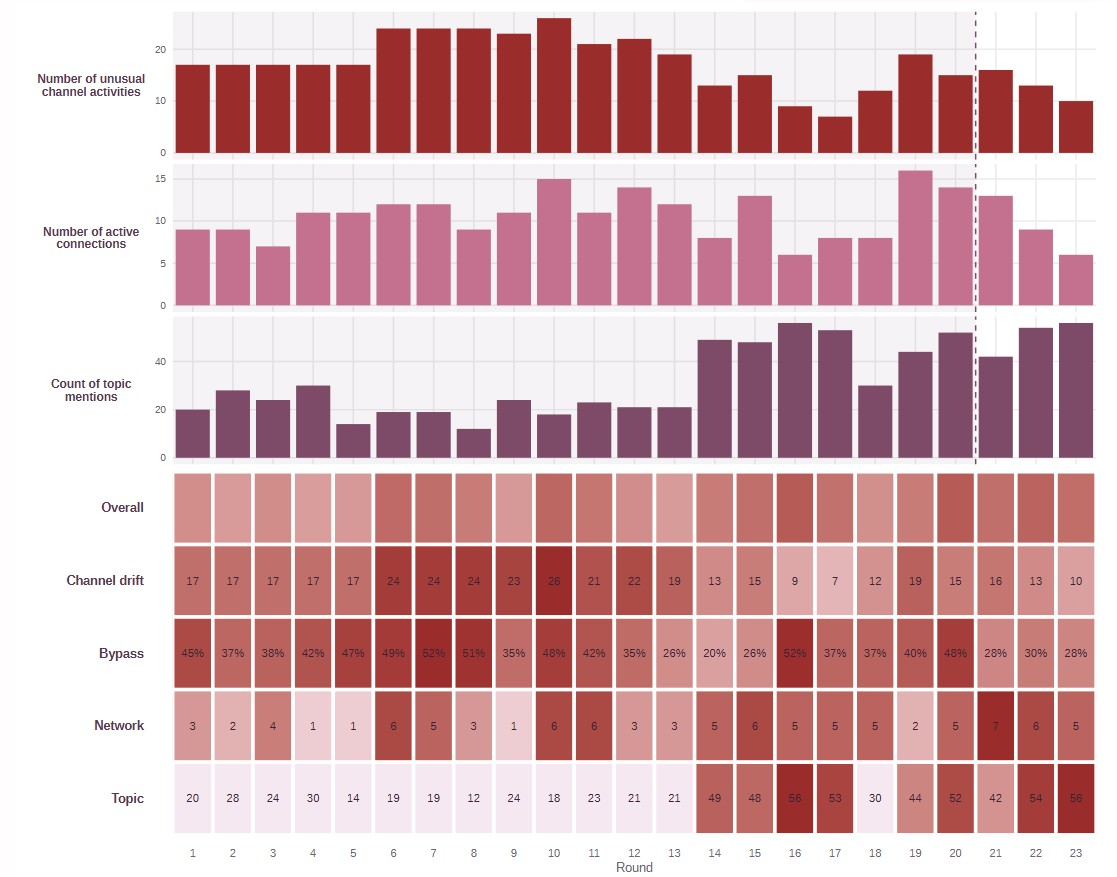 20
10
0
Number of unusual
channel activities
15
10
5
0
Number of active
connections
40
20
0
Count of topic
mentions
Overall
Channel drift 17 17 17 17 17 24 24 24 23 26 21 22 19 13 15 9 7 12 19 15 16 13 10
Bypass 45% 37% 38% 42% 47% 49% 52% 51% 35% 48% 42% 35% 26% 20% 26% 52% 37% 37% 40% 48% 28% 30% 28%
Network 3 2 4 1 1 6 5 3 1 6 6 3 3 5 6 5 5 5 2 5 7 6 5
Topic 20 28 24 30 14 19 19 12 24 18 23 21 21 49 48 56 53 30 44 52 42 54 56
1 2 3 4 5 6 7 8 9 10 11 12 13 14 15 16 17 18 19 20 21 22 23
Round